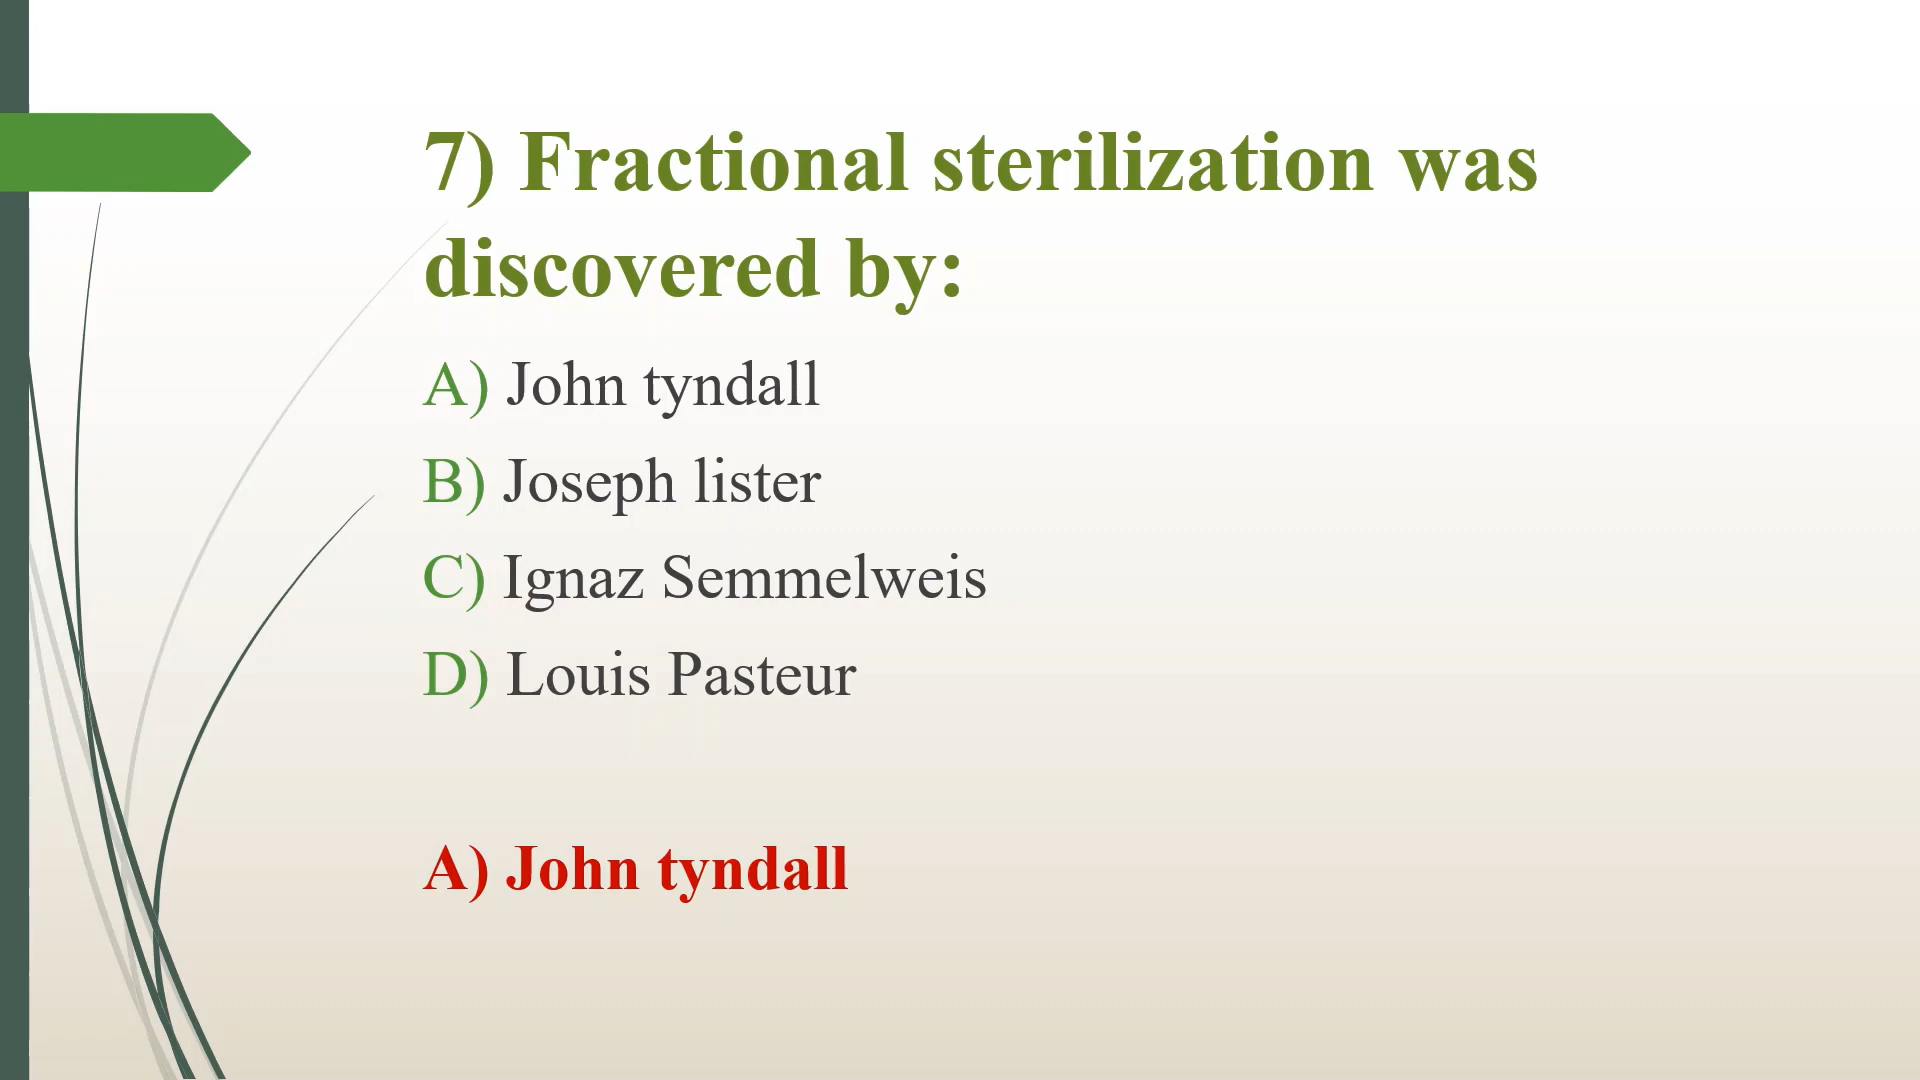 7) Fractional sterilization was
discovered by:
A) John tyndall
B) Joseph lister
C) Ignaz Semmelweis
D) Louis Pasteur
A) John tyndall